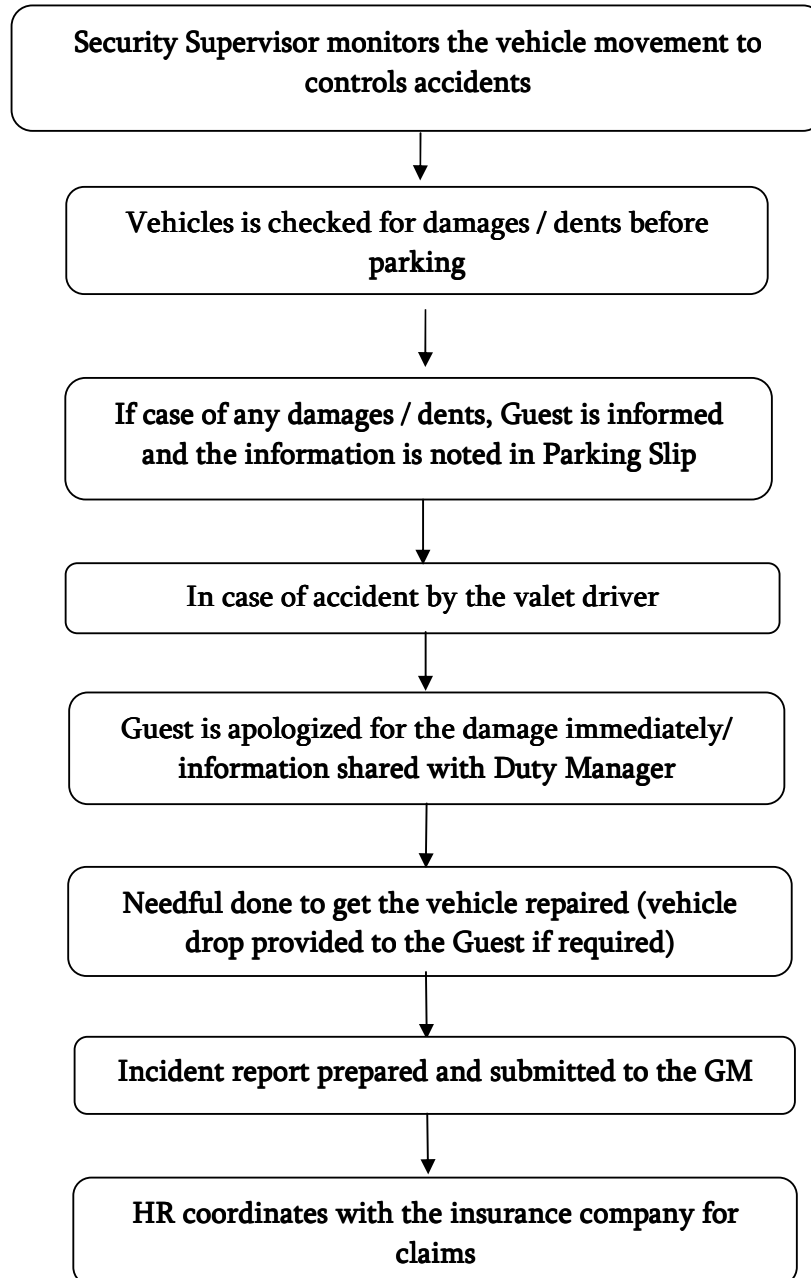 Security Supervisor monitors the vehicle movement to
controls accidents
Vehicles is checked for damages / dents before
parking
If case of any damages / dents, Guest is informed
and the information is noted in Parking Slip
In case of accident by the valet driver
Guest is apologized for the damage immediately/
information shared with Duty Manager
Needful done to get the vehicle repaired (vehicle
drop provided to the Guest if required)
Incident report prepared and submitted to the GM
HR coordinates with the insurance company for
claims